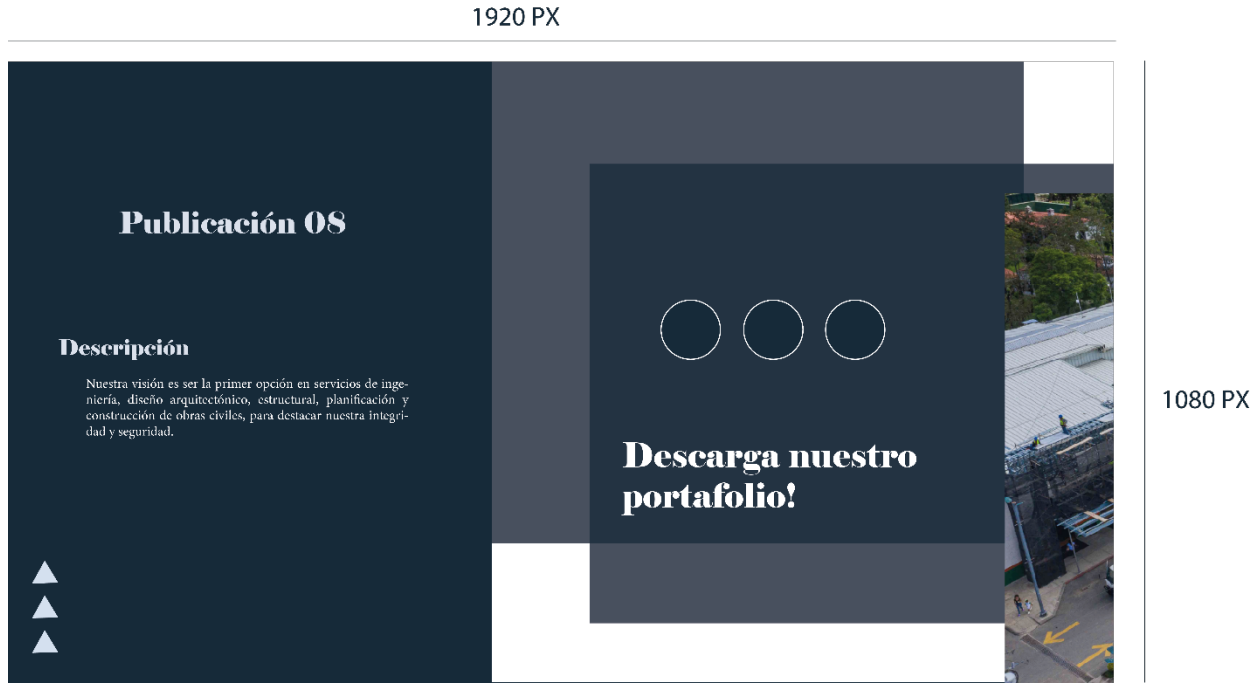 1920 PX
Publicación 08
Descripción
Nuestra visión es ser la primer opción en servicios de inge-
niería, diseño arquitectónico, estructural, planificación y
construcción de obras civiles, para destacar nuestra integri-
dad y seguridad.
Descarga nuestro
portafolio!
1080 PX